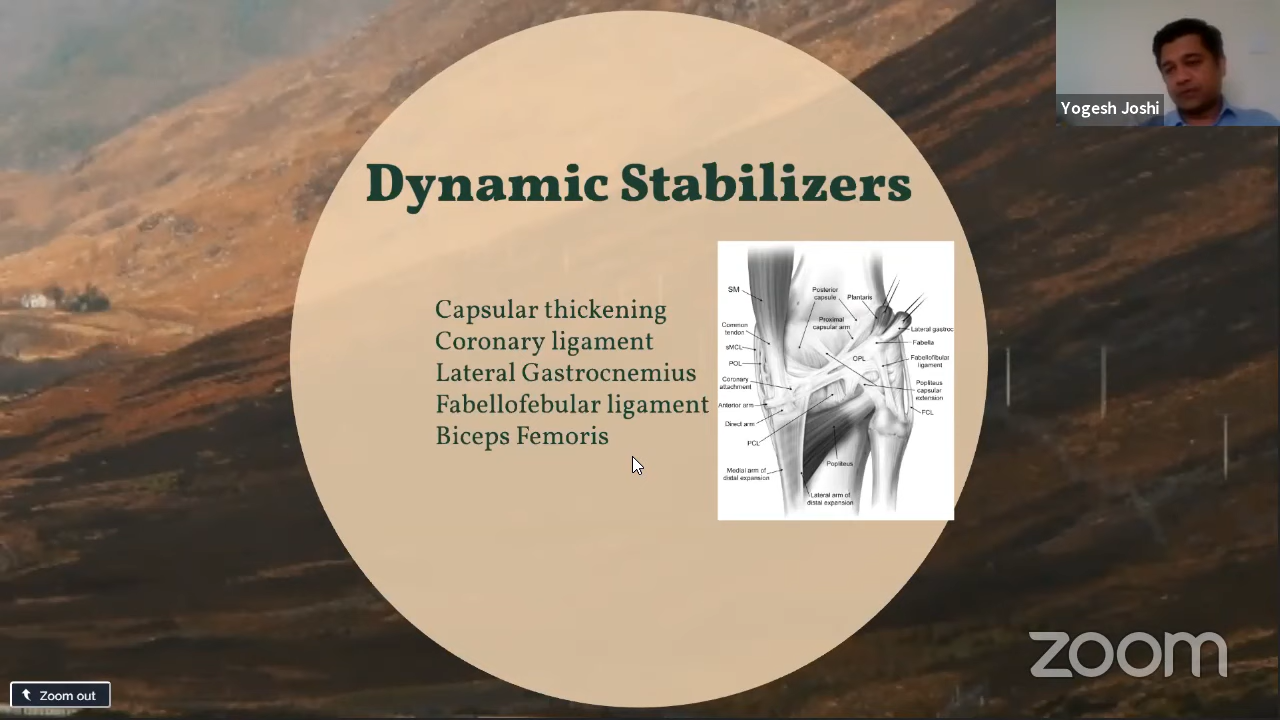 Yogesh Joshi
Dynamic Stabilizers
Capsular thickening
Coronary ligament
Lateral Gastrocnemius
Fabellofebular ligament
Biceps Femoris
SM
Posterior
capsule
Plantaris
Common
tendon
Proximal
capsular arm
Lateral gastroc
sMCL
Fabella
POL
OPL
Fabellofibular
ligament
Coronary
attachment
Popliteus
capsular
extension
Anterior arm
FCL
Direct arm
PCL
Popliteus
Medial arm of
distal expansion
Lateral arm of
distal expansion
zoom
Zoom out